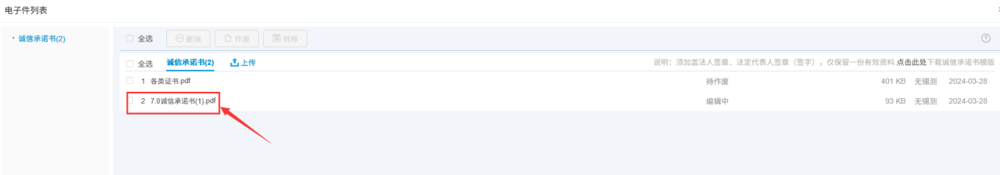 电子件列表
诚信承诺书(2)
全选 删除 作废 转移
全选 诚信承诺书(2) 上传 说明：须加盖法人签章、法定代表人签章（签字），仅保留一份有效资料.点击此处下载诚信承诺书模版
1 各类证书.pdf 待作废 401 KB 无锡测 2024-03-28
2 7.0诚信承诺书(1).pdf 编辑中 93 KB 无锡测 2024-03-28